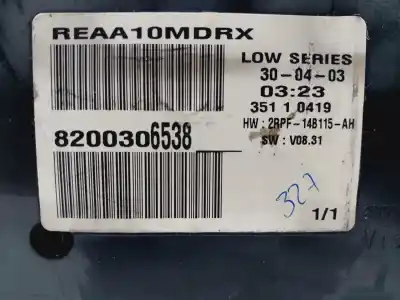 REAA10MDRX
LOW SERIES
30-04-03
03:23
351 1 0419
HW : 2RPF-14B115-AH
SW : V08.31
8200306538
327
1/1